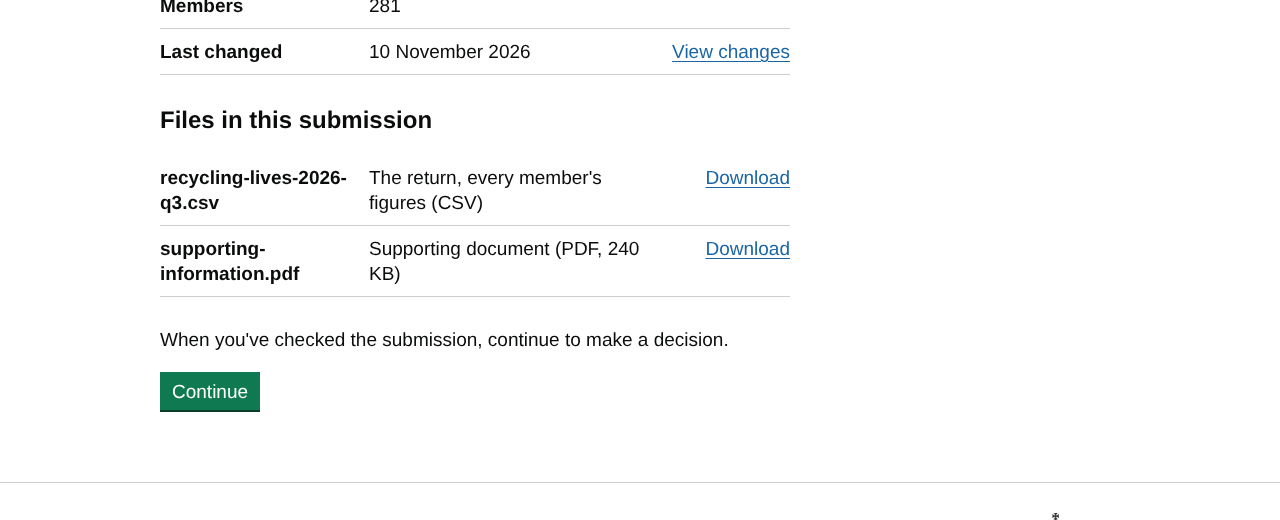 Members 281
Last changed 10 November 2026 View changes
Files in this submission
recycling-lives-2026- The return, every member's Download
q3.csv figures (CSV)
supporting- Supporting document (PDF, 240 Download
information.pdf KB)
When you've checked the submission, continue to make a decision.
Continue